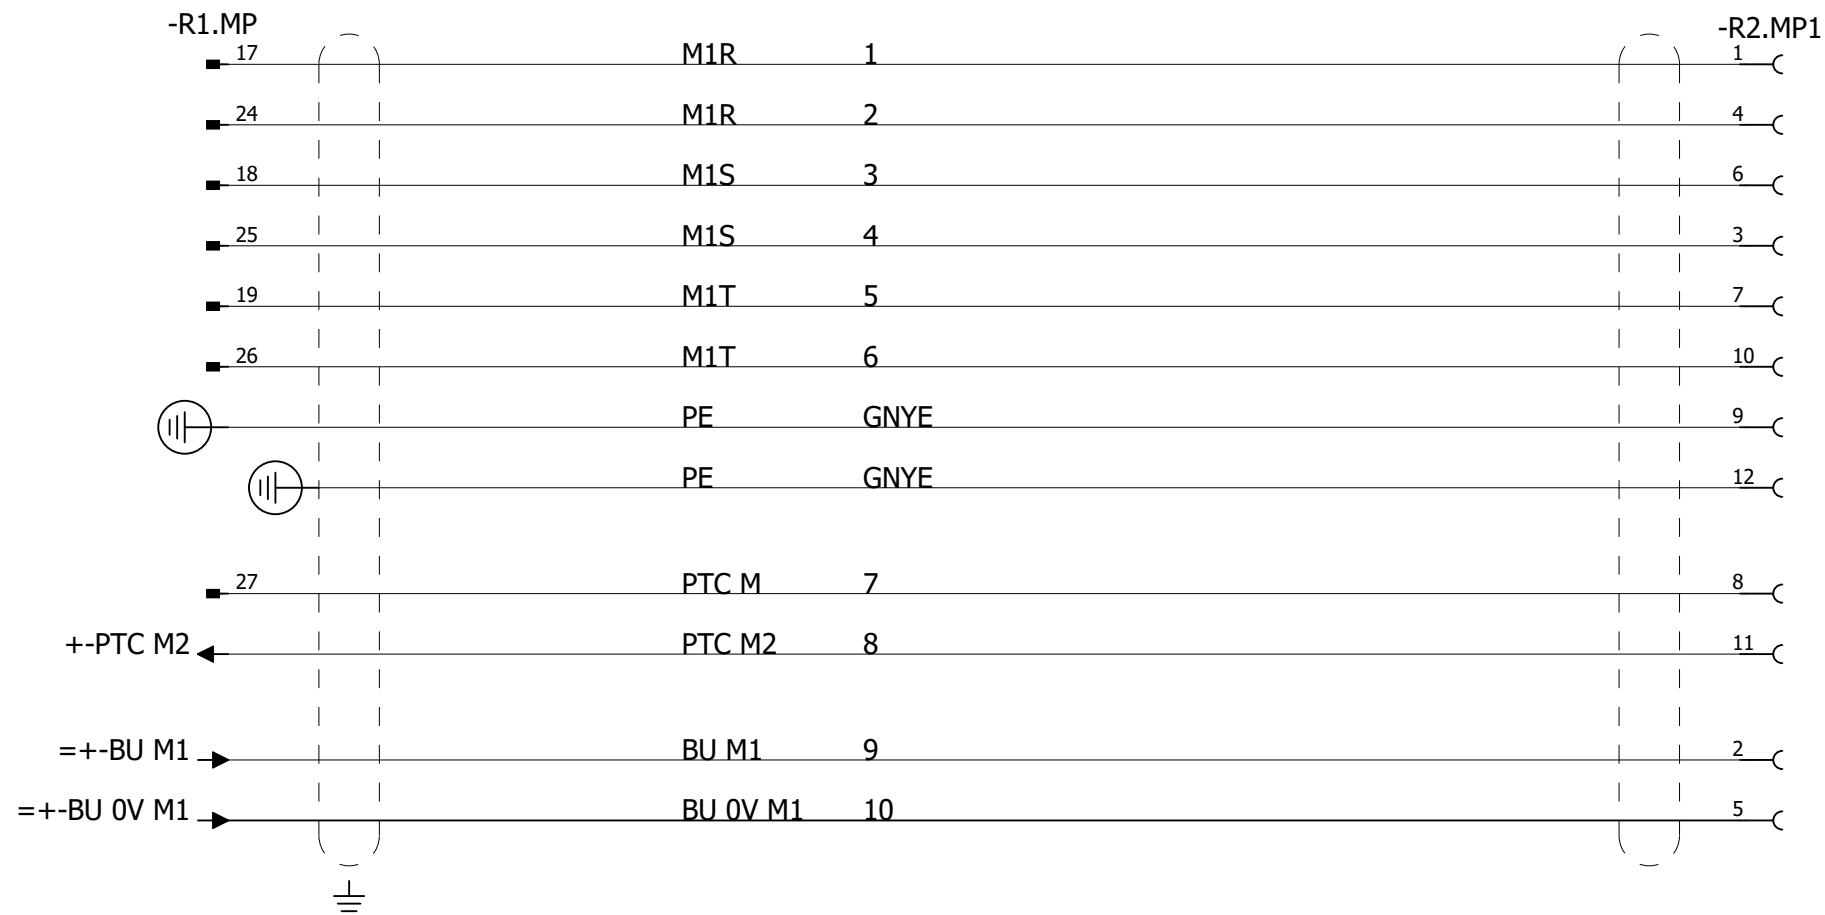 -R1.MP -R2.MP1
17 M1R 1 1
24 M1R 2 4
18 M1S 3 6
25 M1S 4 3
19 M1T 5 7
26 M1T 6 10
PE GNYE 9
PE GNYE 12
27 PTC M 7 8
+-PTC M2 PTC M2 8 11
=+-BU M1 BU M1 9 2
=+-BU 0V M1 BU 0V M1 10 5